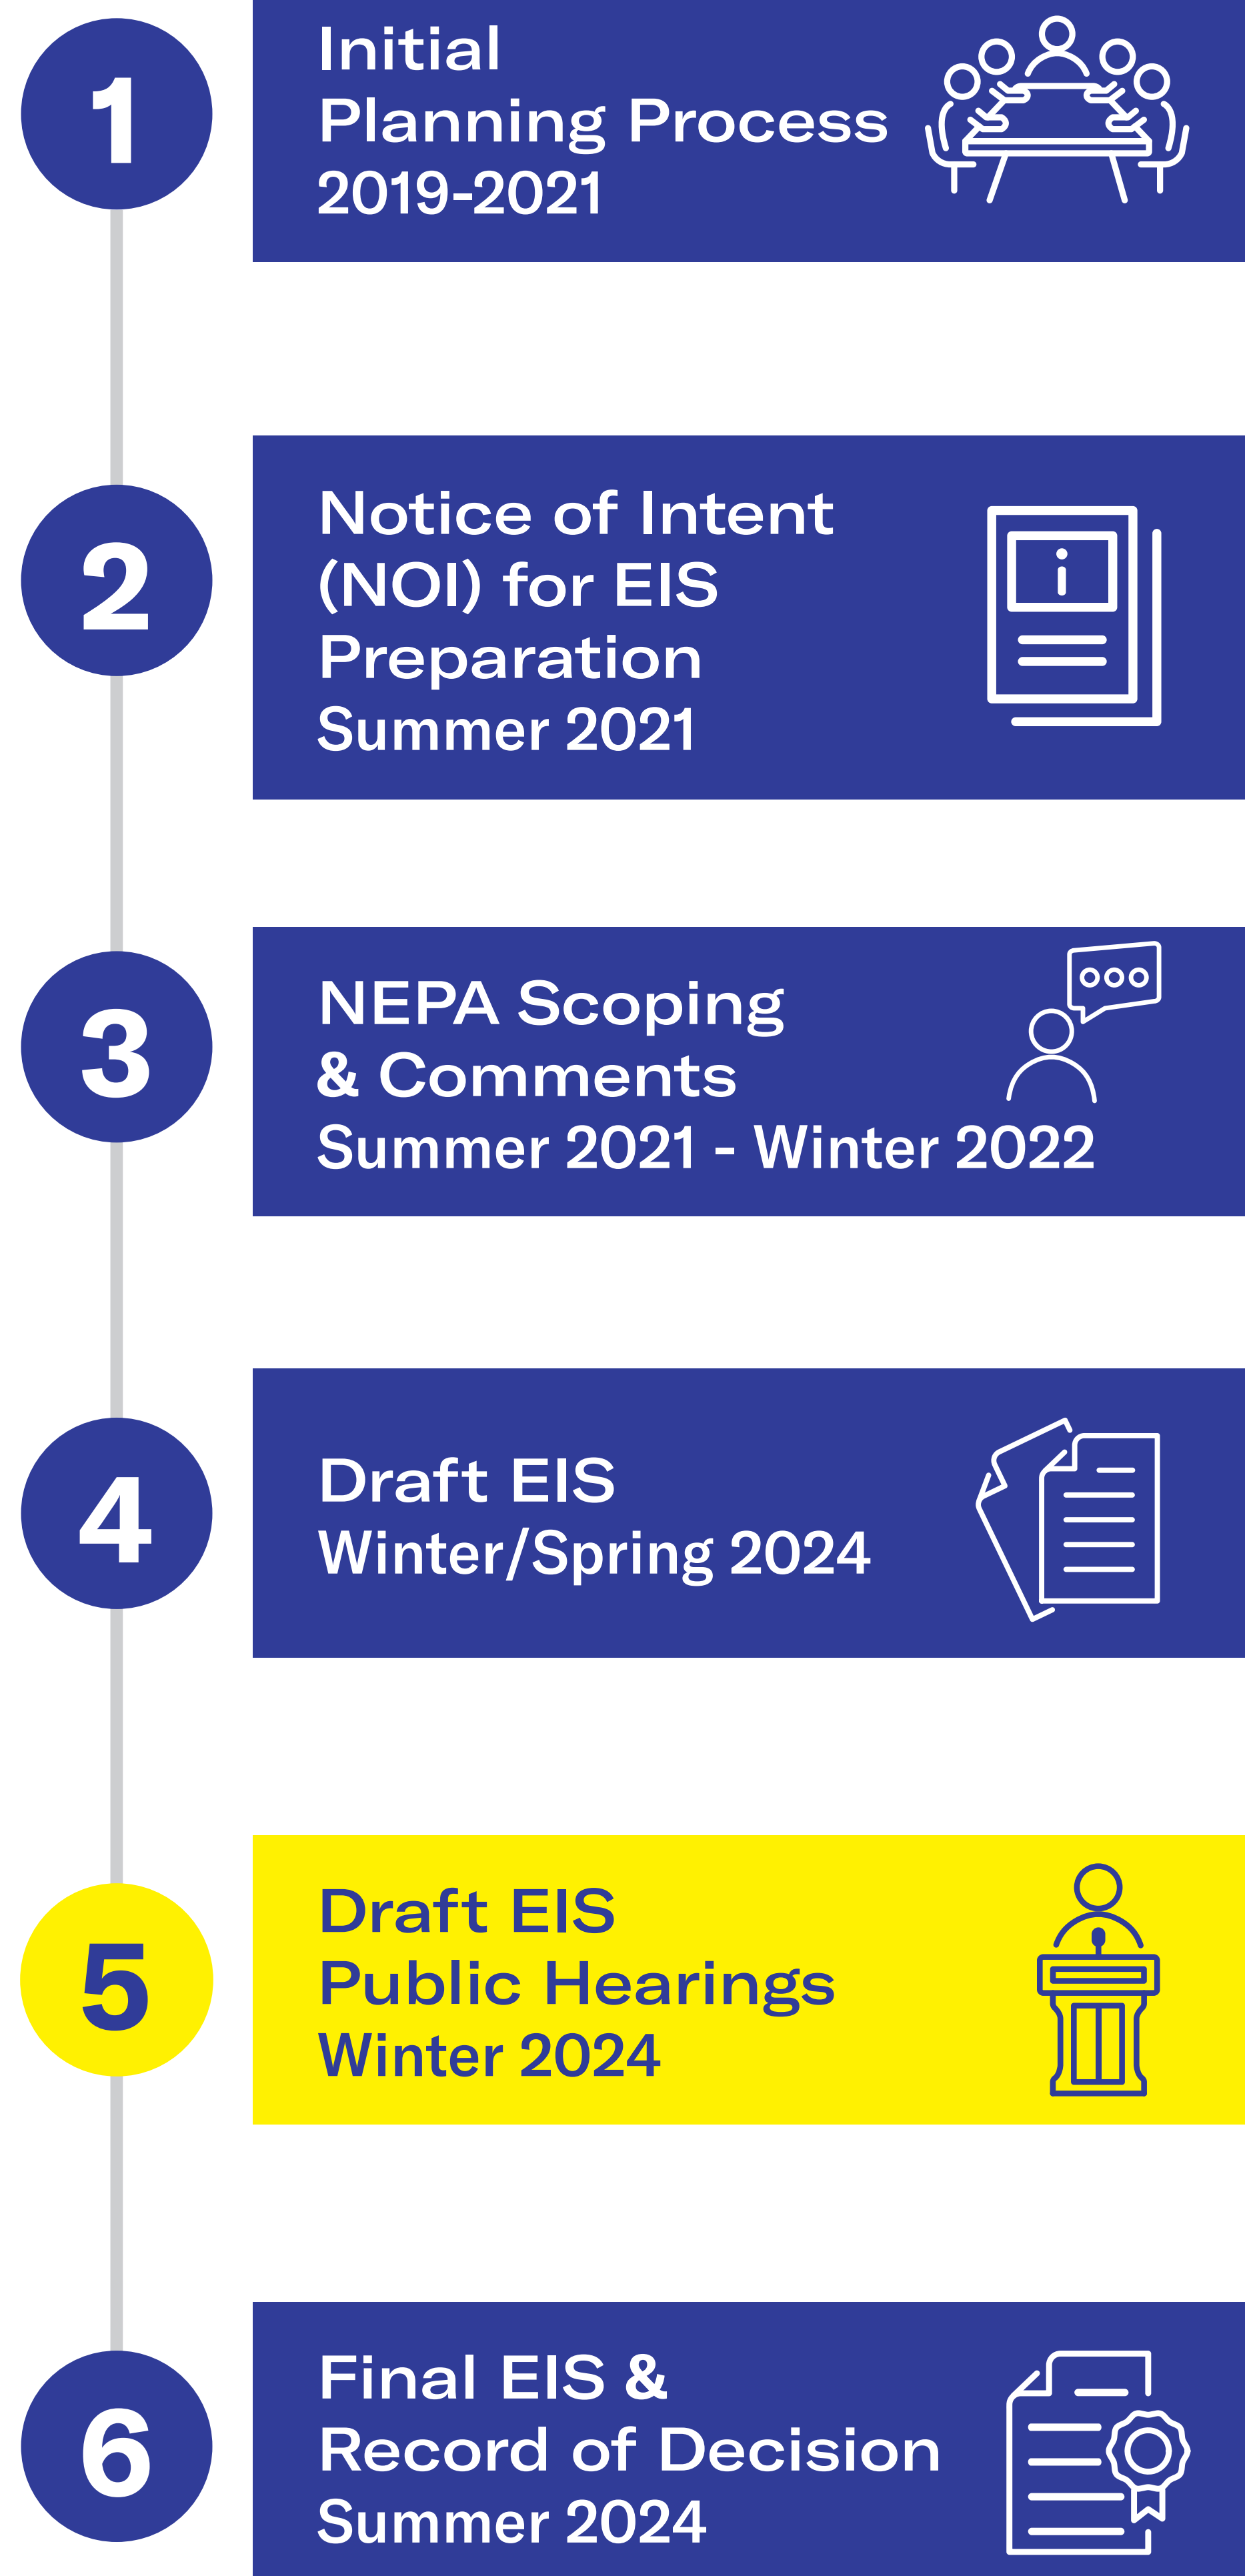 1
Initial
Planning Process
2019-2021
2
Notice of Intent
(NOI) for EIS
Preparation
Summer 2021
3
NEPA Scoping
& Comments
Summer 2021 - Winter 2022
4
Draft EIS
Winter/Spring 2024
5
Draft EIS
Public Hearings
Winter 2024
6
Final EIS &
Record of Decision
Summer 2024